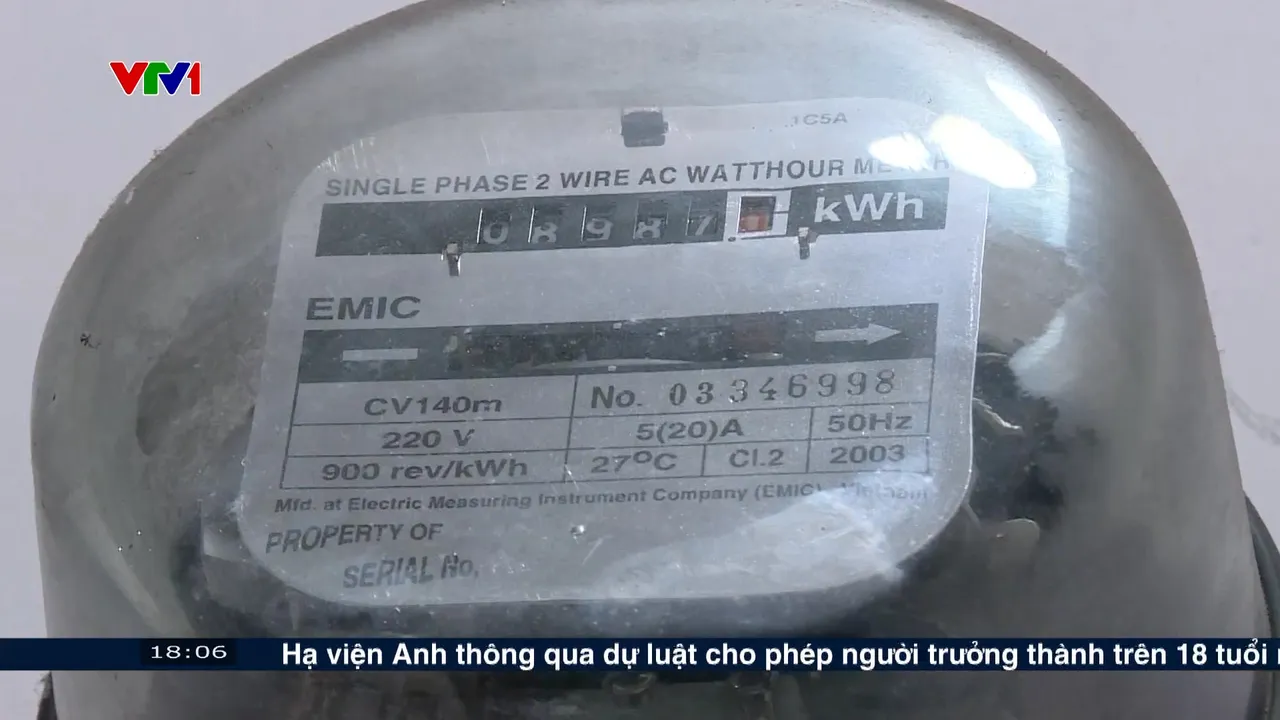 VTV1
1C5A
SINGLE PHASE 2 WIRE AC WATTHOUR
08987 kWh
EMIC
CV140m No. 03346998
220 V 5(20)A 50Hz
900 rev/kWh 27°C Cl.2 2003
Mfd. at Electric Measuring Instrument Company (EMIC) - Vietnam
PROPERTY OF
SERIAL No.
18:06 Hạ viện Anh thông qua dự luật cho phép người trưởng thành trên 18 tuổi